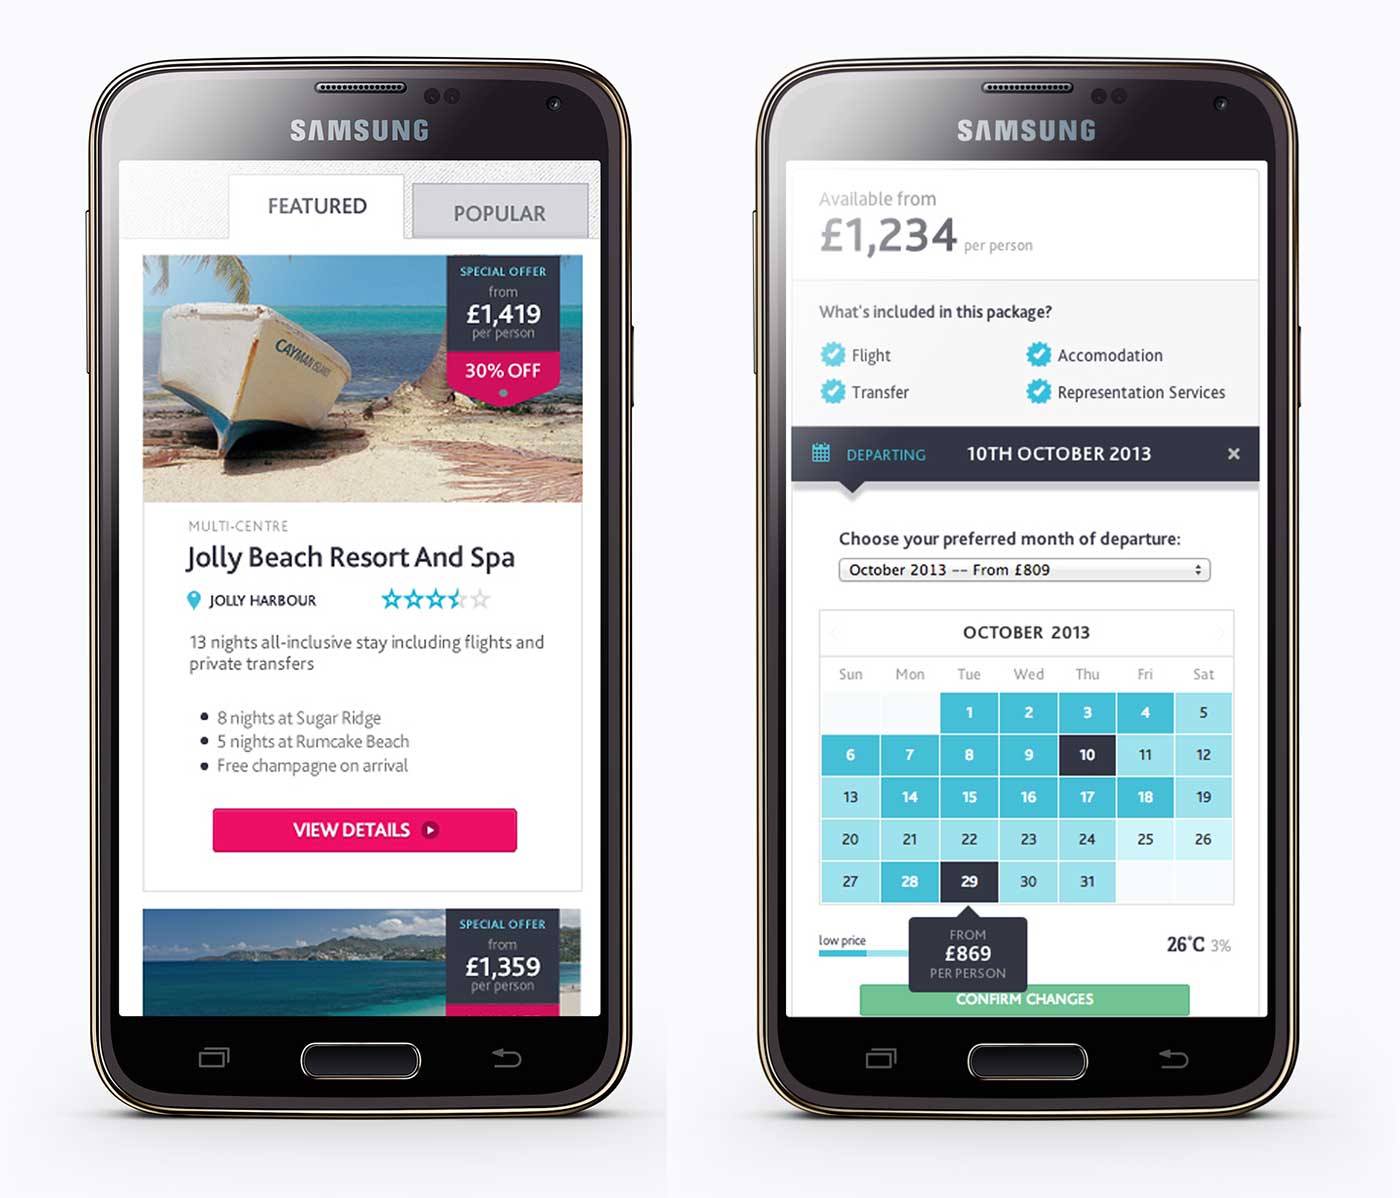 SAMSUNG
FEATURED
POPULAR
SPECIAL OFFER
from
£1,419
per person
30% OFF
CAYMAN ISLANDS
MULTI-CENTRE
Jolly Beach Resort And Spa
JOLLY HARBOUR
13 nights all-inclusive stay including flights and
private transfers
8 nights at Sugar Ridge
5 nights at Rumcake Beach
Free champagne on arrival
VIEW DETAILS
SPECIAL OFFER
from
£1,359
per person
SAMSUNG
Available from
£1,234 per person
What's included in this package?
Flight
Accomodation
Transfer
Representation Services
DEPARTING 10TH OCTOBER 2013 ×
Choose your preferred month of departure:
October 2013 -- From £809
OCTOBER 2013
Sun Mon Tue Wed Thu Fri Sat
1 2 3 4 5
6 7 8 9 10 11 12
13 14 15 16 17 18 19
20 21 22 23 24 25 26
27 28 29 30 31
low price
FROM
£869
PER PERSON
26°C 3%
CONFIRM CHANGES